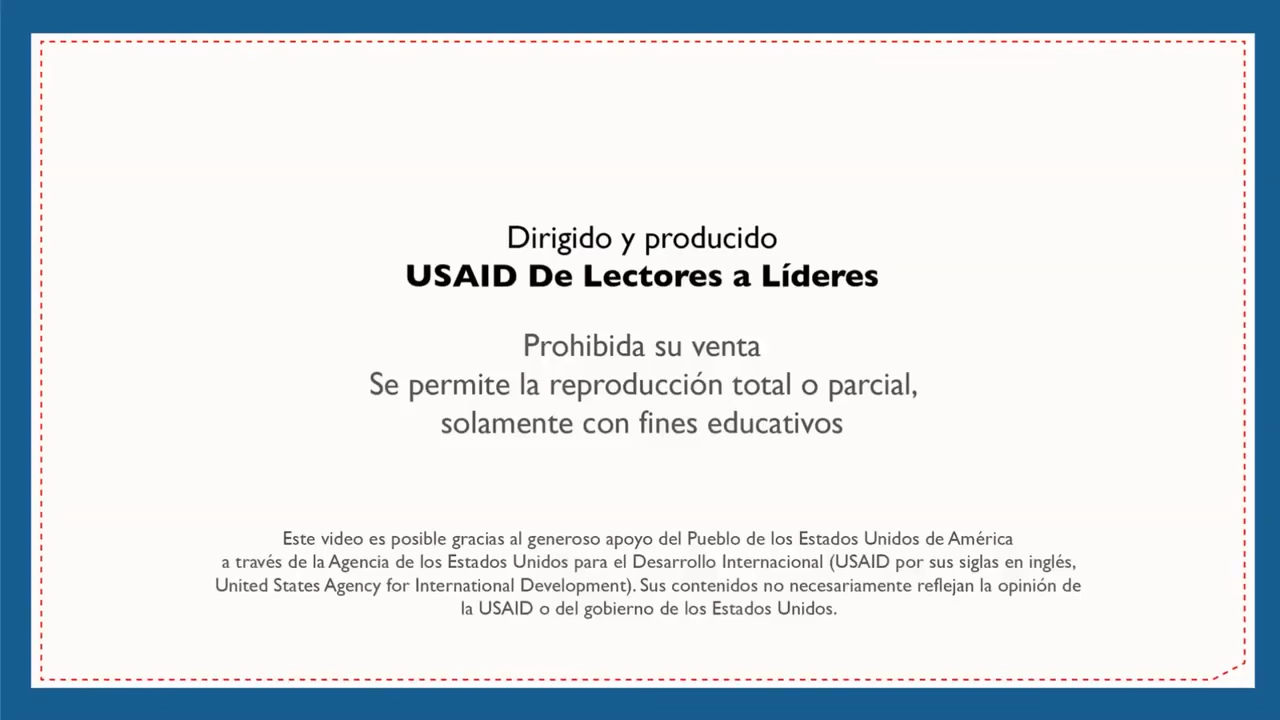 Dirigido y producido
USAID De Lectores a Líderes
Prohibida su venta
Se permite la reproducción total o parcial,
solamente con fines educativos
Este video es posible gracias al generoso apoyo del Pueblo de los Estados Unidos de América
a través de la Agencia de los Estados Unidos para el Desarrollo Internacional (USAID por sus siglas en inglés,
United States Agency for International Development). Sus contenidos no necesariamente reflejan la opinión de
la USAID o del gobierno de los Estados Unidos.